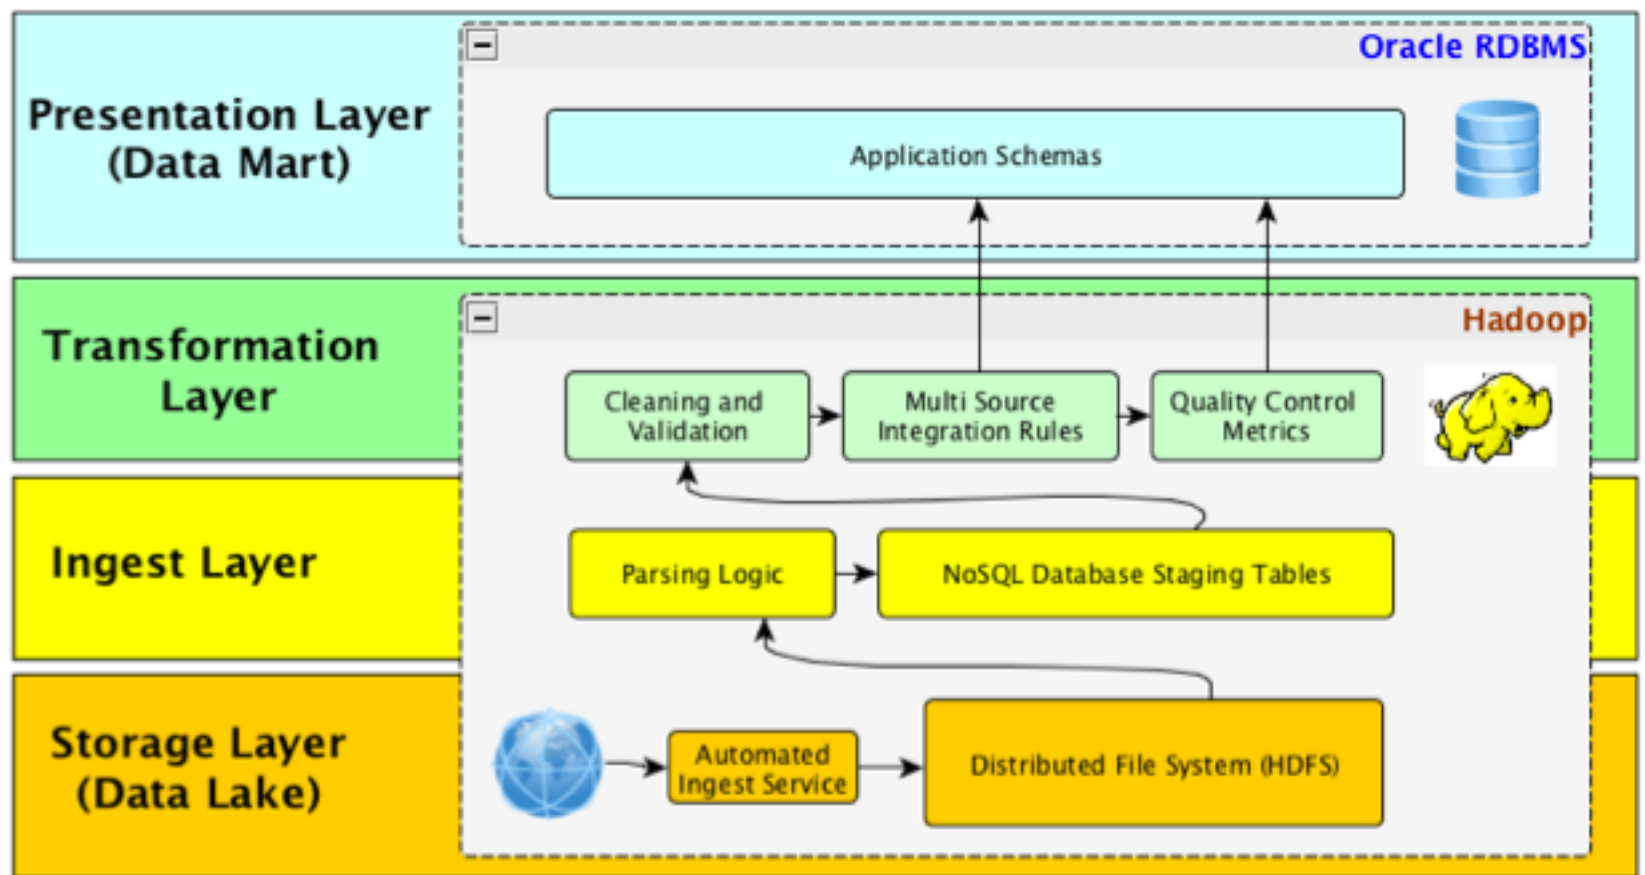 Oracle RDBMS
Presentation Layer
(Data Mart)
Application Schemas
Hadoop
Transformation
Layer
Cleaning and
Validation
Multi Source
Integration Rules
Quality Control
Metrics
Ingest Layer
Parsing Logic
NoSQL Database Staging Tables
Storage Layer
(Data Lake)
Automated
Ingest Service
Distributed File System (HDFS)